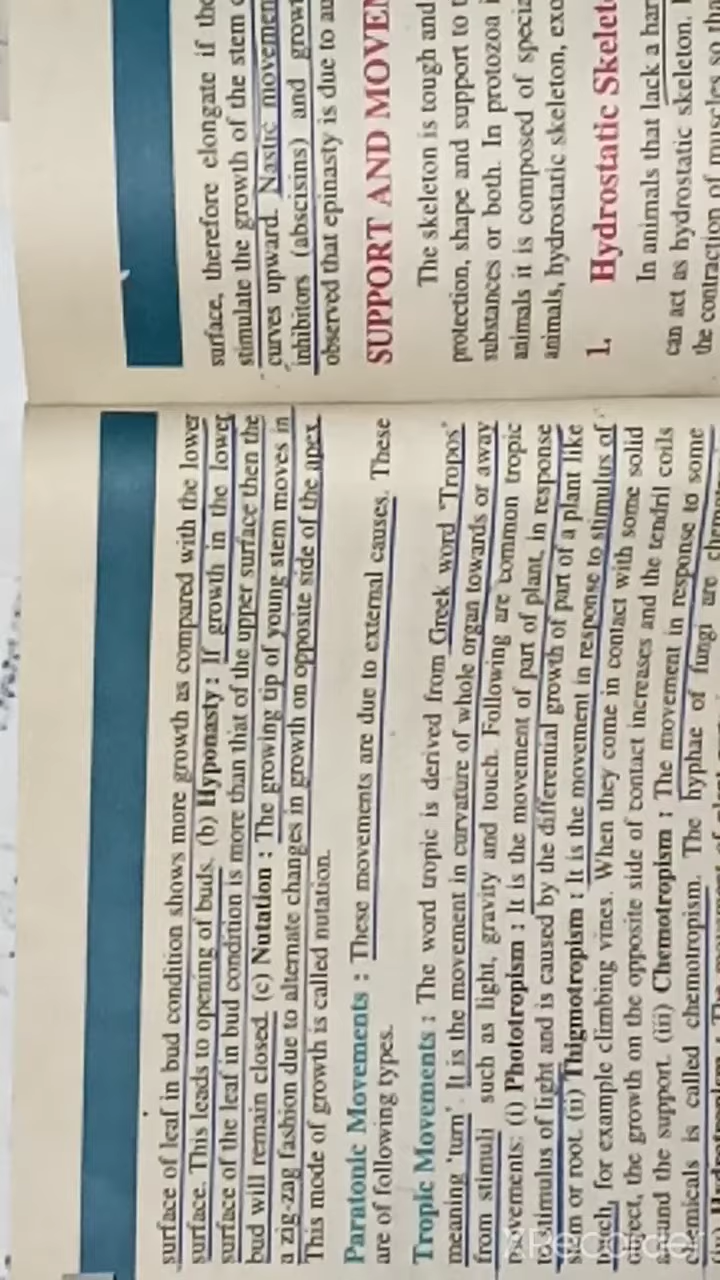 surface of leaf in bud condition shows more growth as compared with the lower
surface. This leads to opening of buds. (b) Hyponasty : If growth in the lower
surface of the leaf in bud condition is more than that of the upper surface then the
bud will remain closed. (c) Nutation : The growing tip of young stem moves in
a zig-zag fashion due to alternate changes in growth on opposite side of the apex.
This mode of growth is called nutation.
Paratonic Movements : These movements are due to external causes. These
are of following types.
Tropic Movements : The word tropic is derived from Greek word 'Tropos'
meaning 'turn'. It is the movement in curvature of whole organ towards or away
from stimuli such as light, gravity and touch. Following are common tropic
movements: (i) Phototropism : It is the movement of part of plant, in response
to stimulus of light and is caused by the differential growth of part of a plant like
stem or root. (ii) Thigmotropism : It is the movement in response to stimulus of
touch, for example climbing vines. When they come in contact with some solid
object, the growth on the opposite side of contact increases and the tendril coils
around the support. (iii) Chemotropism : The movement in response to some
chemicals is called chemotropism. The hyphae of fungi are
surface, therefore elongate if the
stimulate the growth of the stem
curves upward. Nastic
inhibitors (abscisins) and
observed that epinasty is due to
SUPPORT AND
The skeleton is tough and
protection, shape and support to
substances or both. In protozoa
animals it is composed of
animals, hydrostatic skeleton,
1. Hydrostatic
In animals that lack a
can act as hydrostatic skeleton.
the contraction of muscles so
XRecorder